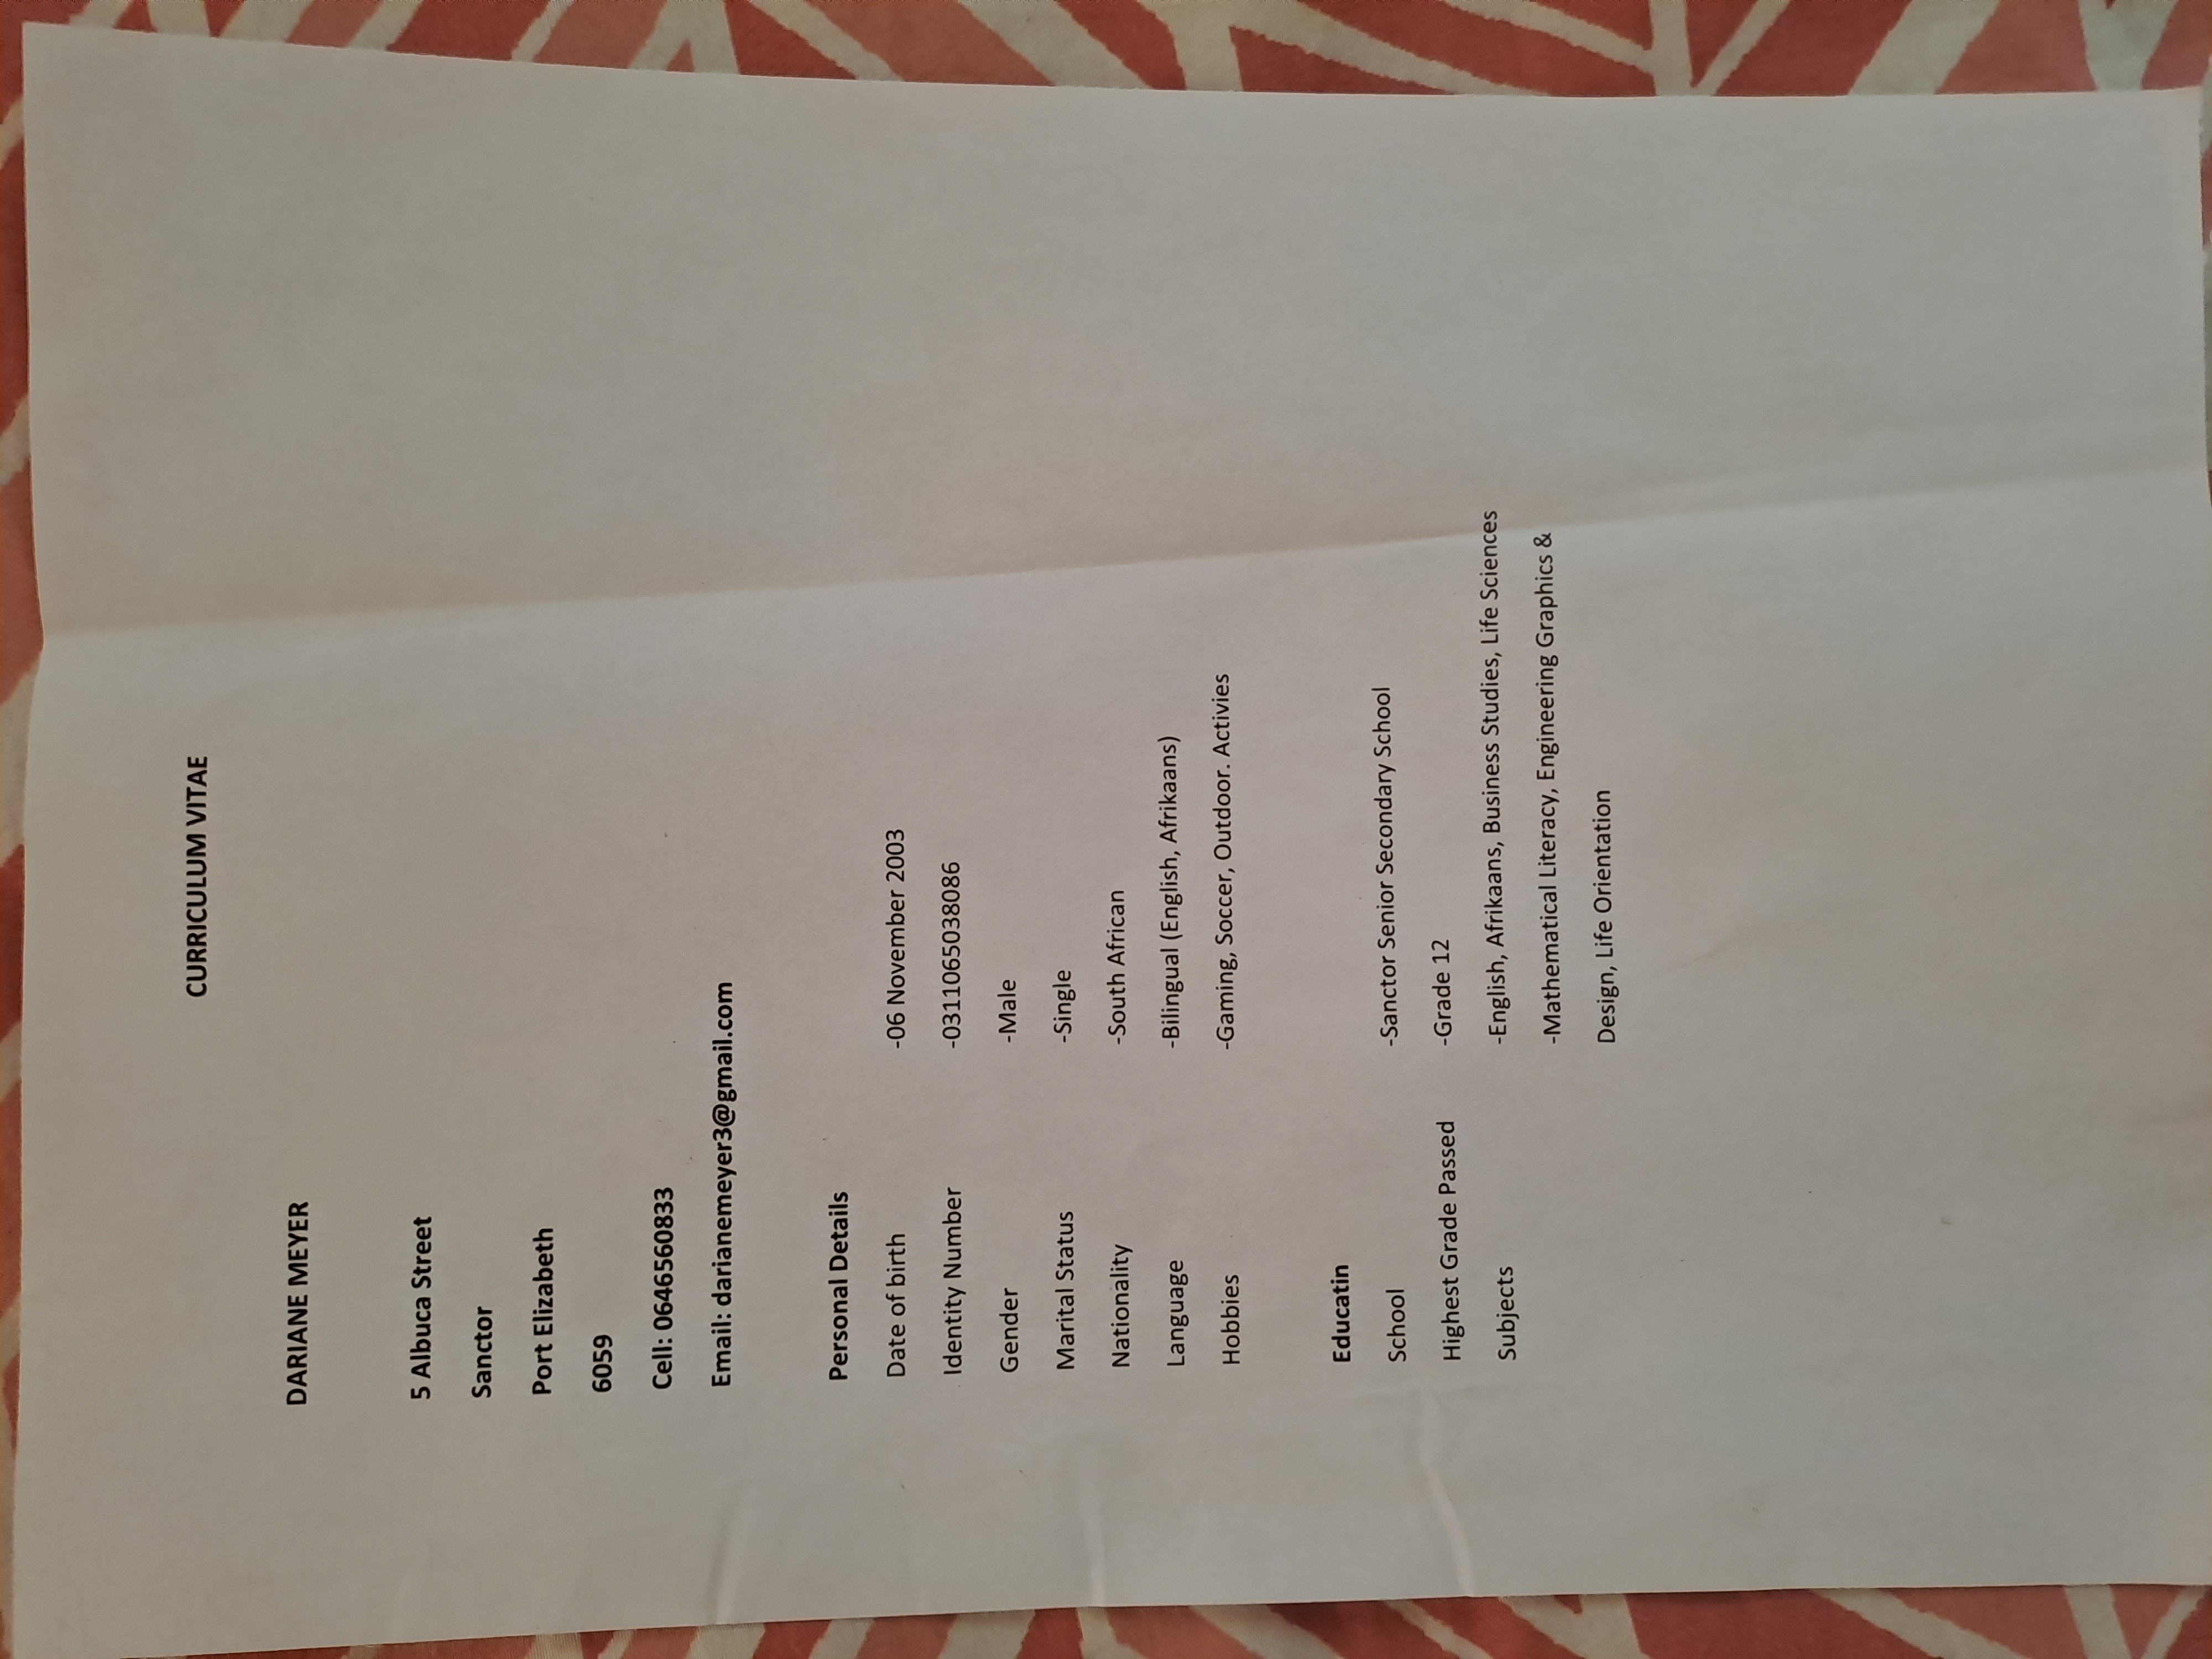 CURRICULUM VITAE
DARIANE MEYER
5 Albuca Street
Sanctor
Port Elizabeth
6059
Cell: 0646560833
Email: darianemeyer3@gmail.com
Personal Details
Date of birth -06 November 2003
Identity Number -0311065038086
Gender -Male
Marital Status -Single
Nationality -South African
Language -Bilingual (English, Afrikaans)
Hobbies -Gaming, Soccer, Outdoor. Activies
Educatin
School -Sanctor Senior Secondary School
Highest Grade Passed -Grade 12
Subjects -English, Afrikaans, Business Studies, Life Sciences
-Mathematical Literacy, Engineering Graphics &
Design, Life Orientation